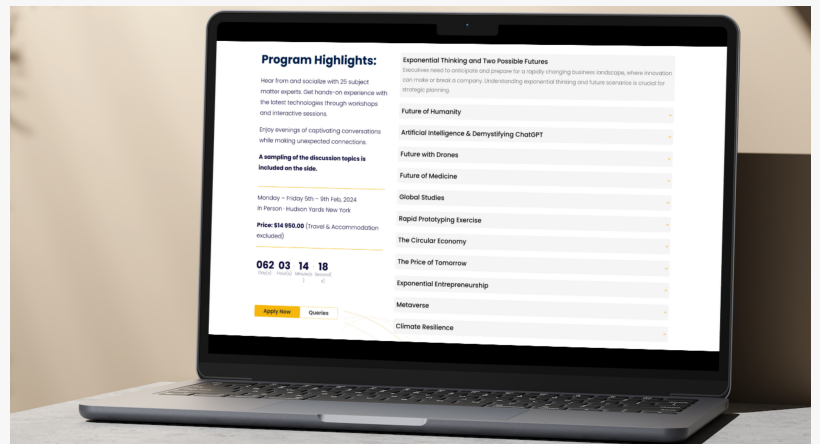 Program Highlights:
Hear from and socialize with 25 subject
matter experts. Get hands-on experience with
the latest technologies through workshops
and interactive sessions.
Enjoy evenings of captivating conversations
while making unexpected connections.
A sampling of the discussion topics is
included on the side.
Monday – Friday 5th – 9th Feb, 2024
In Person · Hudson Yards New York
Price: $14 950.00 (Travel & Accommodation
excluded)
062 03 14 18
Day(s) Hour(s) Minute(s
) Second(
s)
Apply Now Queries
Exponential Thinking and Two Possible Futures
Executives need to anticipate and prepare for a rapidly changing business landscape, where innovation
can make or break a company. Understanding exponential thinking and future scenarios is crucial for
strategic planning.
Future of Humanity
Artificial Intelligence & Demystifying ChatGPT
Future with Drones
Future of Medicine
Global Studies
Rapid Prototyping Exercise
The Circular Economy
The Price of Tomorrow
Exponential Entrepreneurship
Metaverse
Climate Resilience